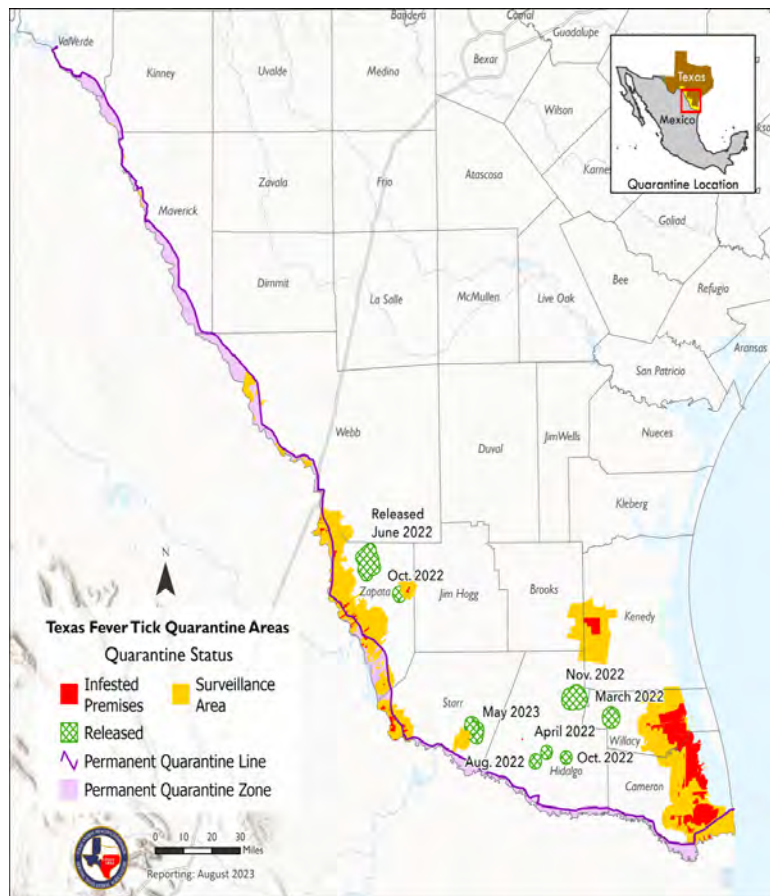 Bandera
Comal
Guadalupe
ValVerde
Kinney
Uvalde
Medina
Bexar
Wilson
Texas
Mexico
Quarantine Location
Zavala
Frio
Atascosa
Karnes
Maverick
Goliad
Dimmit
La Salle
McMullen
Live Oak
Bee
Refugio
Aransas
San Patricio
Webb
Duval
JimWells
Nueces
Kleberg
Released
June 2022
Oct. 2022
Zapata
Jim Hogg
Brooks
Kenedy
N
Texas Fever Tick Quarantine Areas
Quarantine Status
Infested
Premises
Surveillance
Area
Released
Permanent Quarantine Line
Permanent Quarantine Zone
Nov. 2022
March 2022
Starr
May 2023
April 2022
Willacy
Aug. 2022
Oct. 2022
Hidalgo
Cameron
0 10 20 30
Miles
Reporting: August 2023